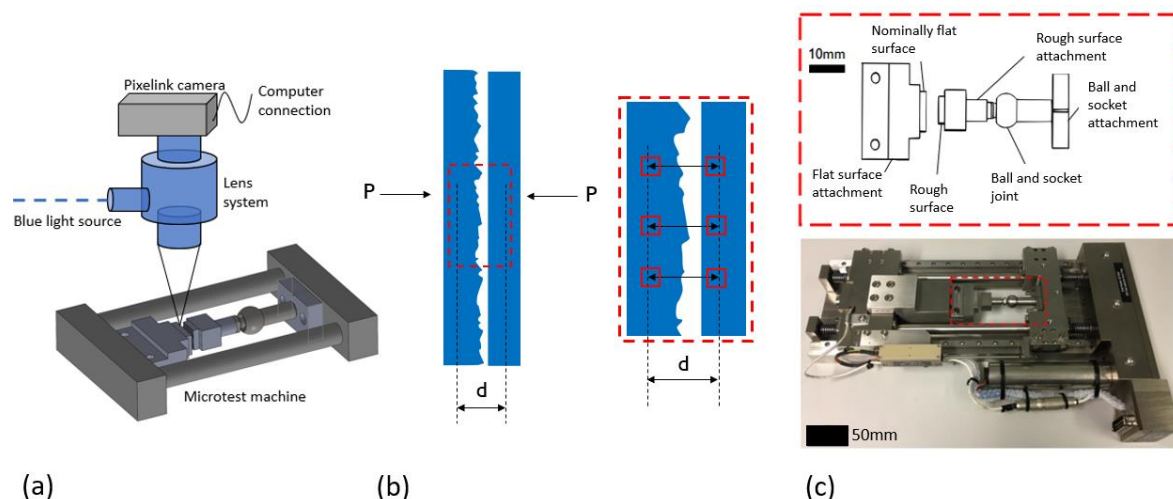 Pixelink camera
Computer
connection
Lens
system
Blue light source
Microtest machine
(a)
P
P
d
d
(b)
Nominally flat
surface
Rough surface
attachment
10mm
Ball and
socket
attachment
Flat surface
attachment
Rough
surface
Ball and socket
joint
50mm
(c)